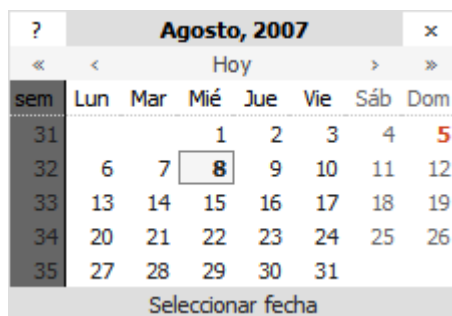 ? Agosto, 2007 ×
« ‹ Hoy › »
sem Lun Mar Mié Jue Vie Sáb Dom
31 1 2 3 4 5
32 6 7 8 9 10 11 12
33 13 14 15 16 17 18 19
34 20 21 22 23 24 25 26
35 27 28 29 30 31
Seleccionar fecha